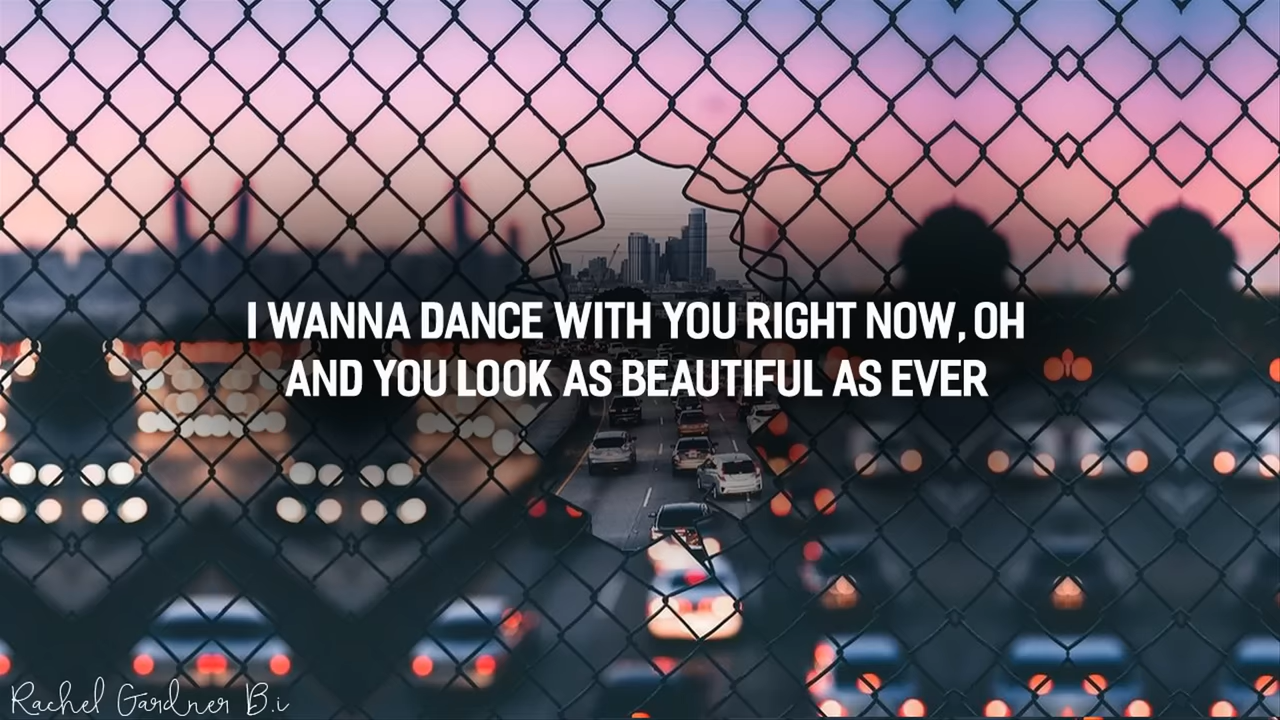 I WANNA DANCE WITH YOU RIGHT NOW, OH
AND YOU LOOK AS BEAUTIFUL AS EVER
Rachel Gardner B.i